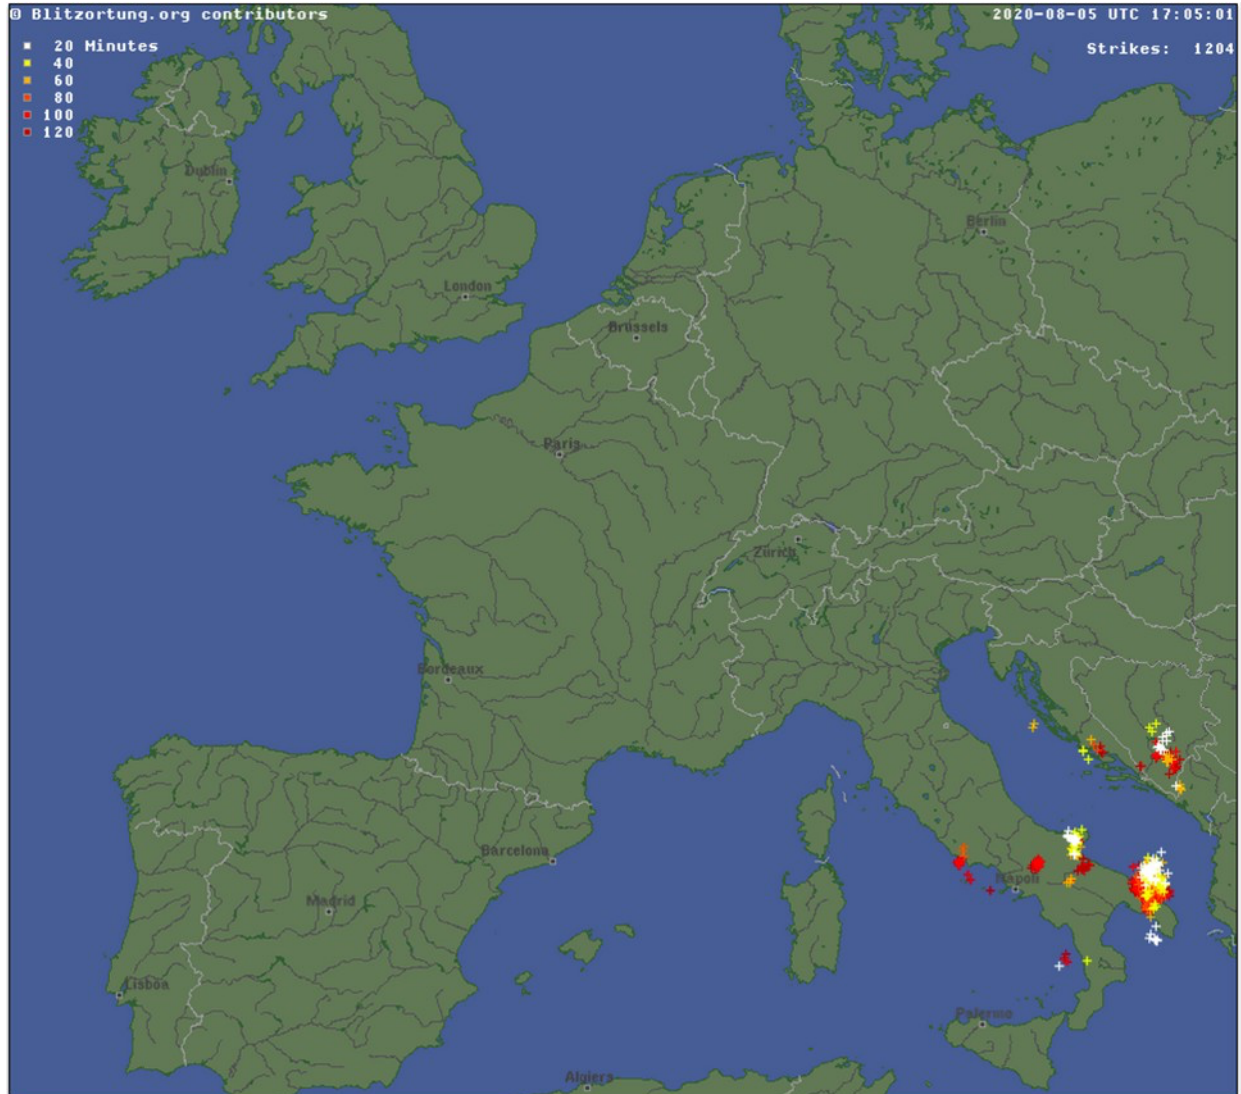 © Blitzortung.org contributors
2020-08-05 UTC 17:05:01
20 Minutes
Strikes: 1204
40
60
80
100
120
Dublin
Berlin
London
Brüssels
Paris
Zürich
Bordeaux
Barcelona
Napoli
Madrid
Lisboa
Palermo
Algiers